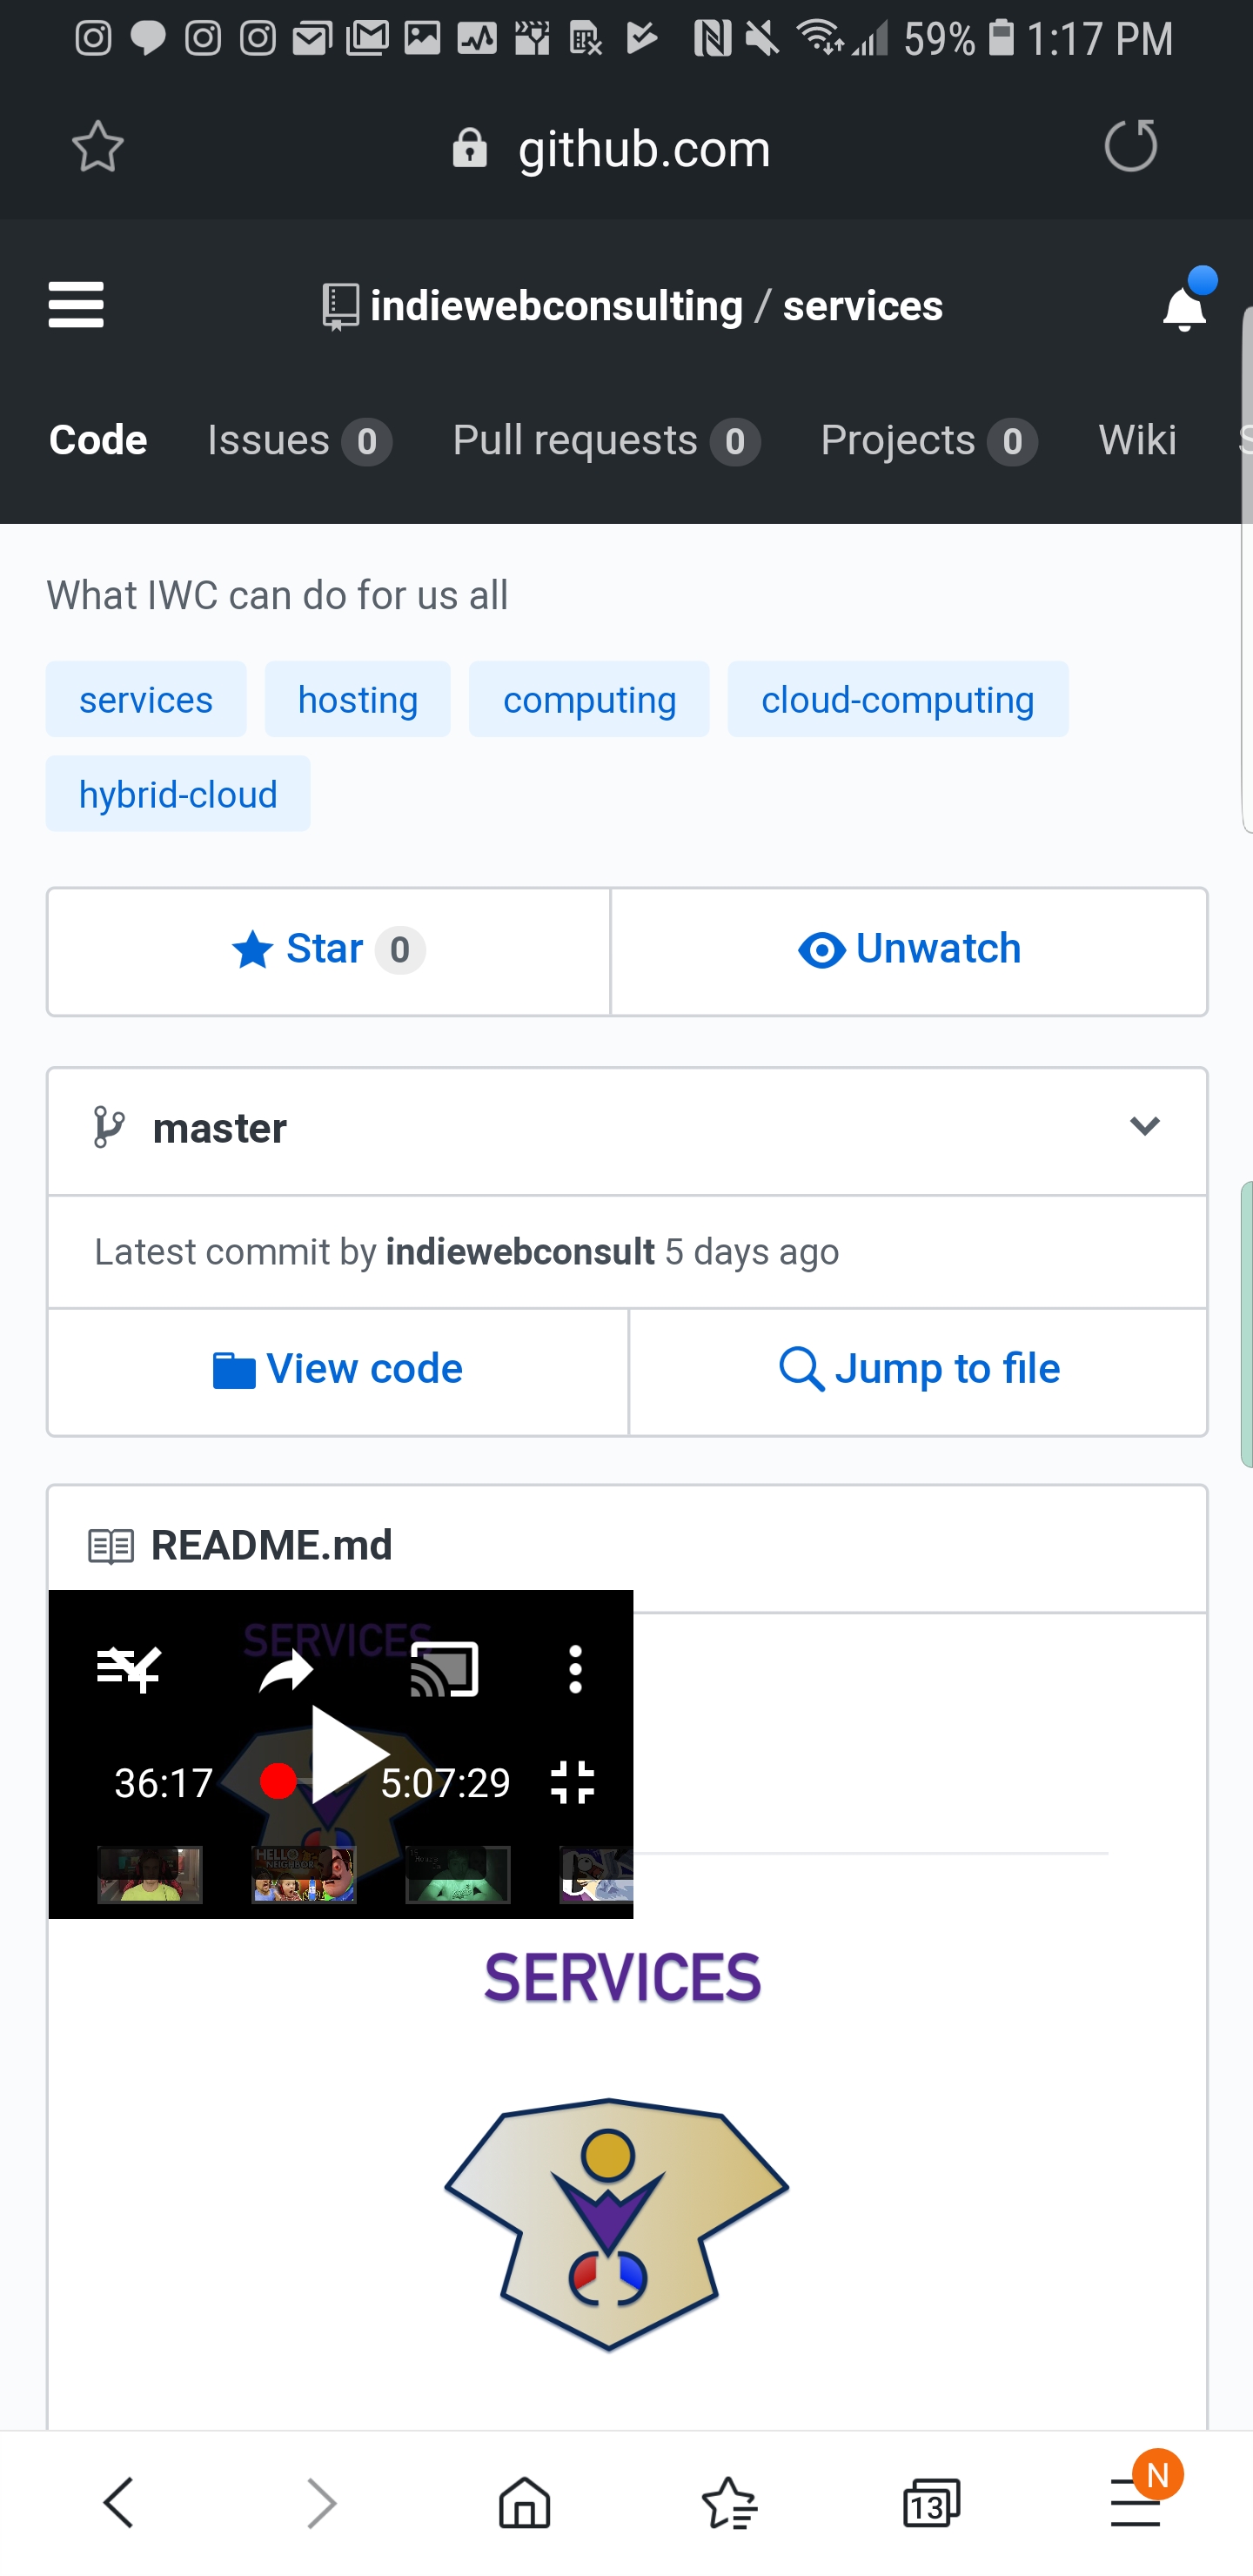 59% 1:17 PM
github.com
indiewebconsulting / services
Code Issues 0 Pull requests 0 Projects 0 Wiki
What IWC can do for us all
services hosting computing cloud-computing
hybrid-cloud
Star 0 Unwatch
master
Latest commit by indiewebconsult 5 days ago
View code Jump to file
README.md
SERVICES
36:17 5:07:29
HELLO
NEIGHBOR
SERVICES
13 N